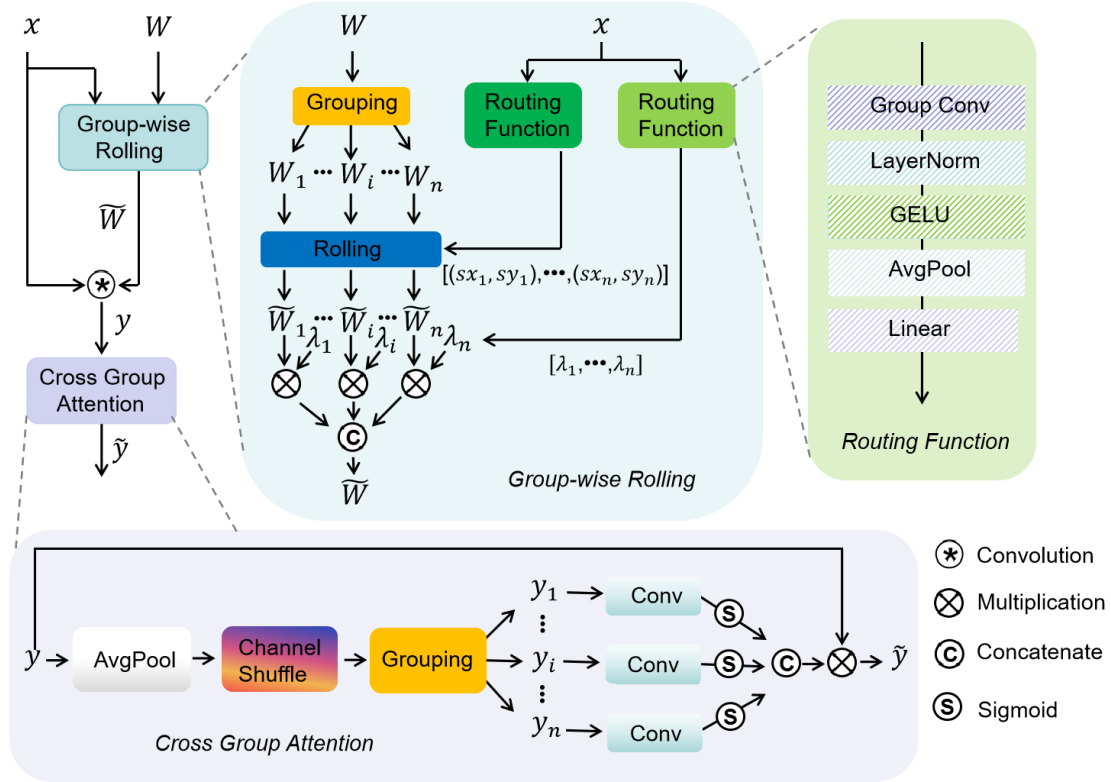 x W
Group-wise
Rolling
W̃
y
Cross Group
Attention
ỹ
W x
Grouping
Routing
Function
Routing
Function
W₁ ··· Wᵢ ··· Wₙ
Rolling
[(sx₁, sy₁),···,(sxₙ, syₙ)]
W̃₁ ··· W̃ᵢ ··· W̃ₙ
λ₁ λᵢ λₙ
[λ₁,···,λₙ]
C
W̃
Group-wise Rolling
Group Conv
LayerNorm
GELU
AvgPool
Linear
Routing Function
y
AvgPool
Channel
Shuffle
Grouping
y₁
⋮
yᵢ
⋮
yₙ
Conv
Conv
Conv
S
S
S
C
ỹ
Cross Group Attention
Convolution
Multiplication
C Concatenate
S Sigmoid